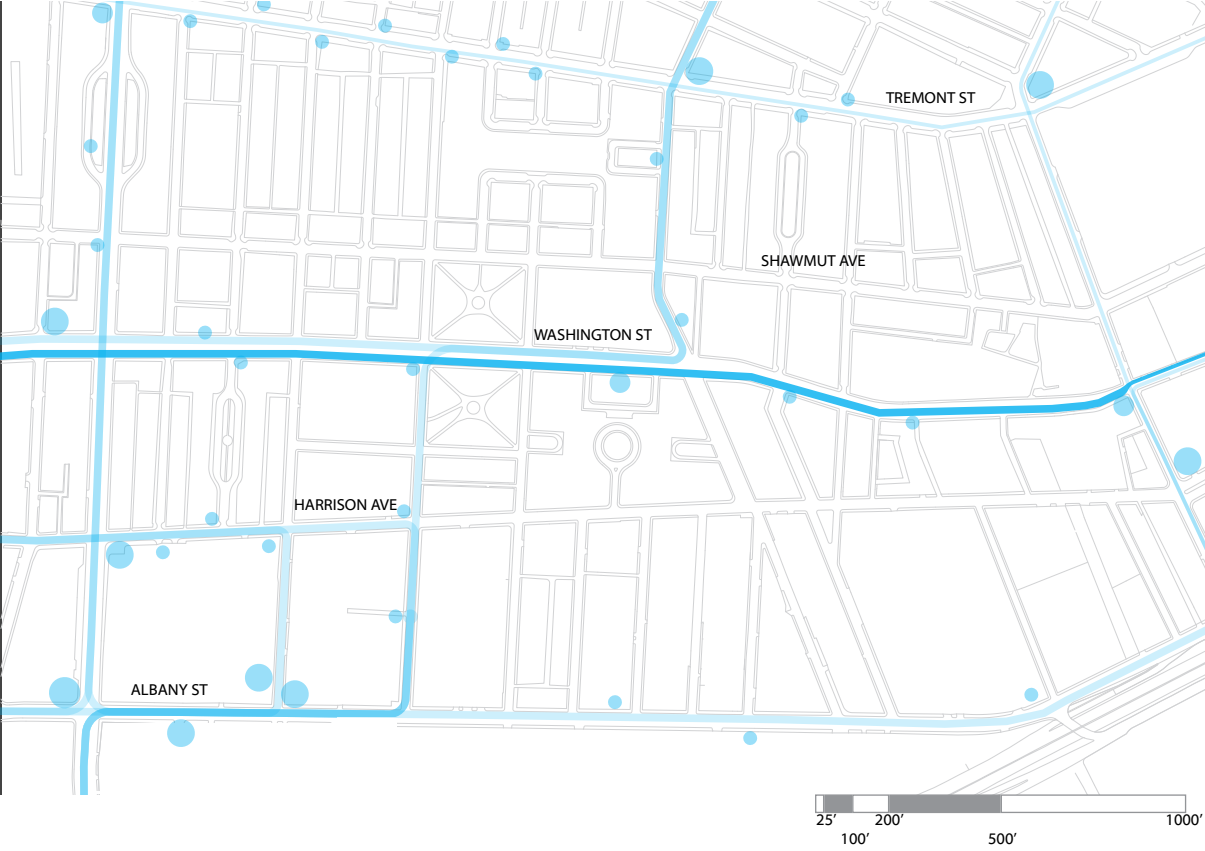 TREMONT ST
SHAWMUT AVE
WASHINGTON ST
HARRISON AVE
ALBANY ST
25′ 200′ 1000′
100′ 500′